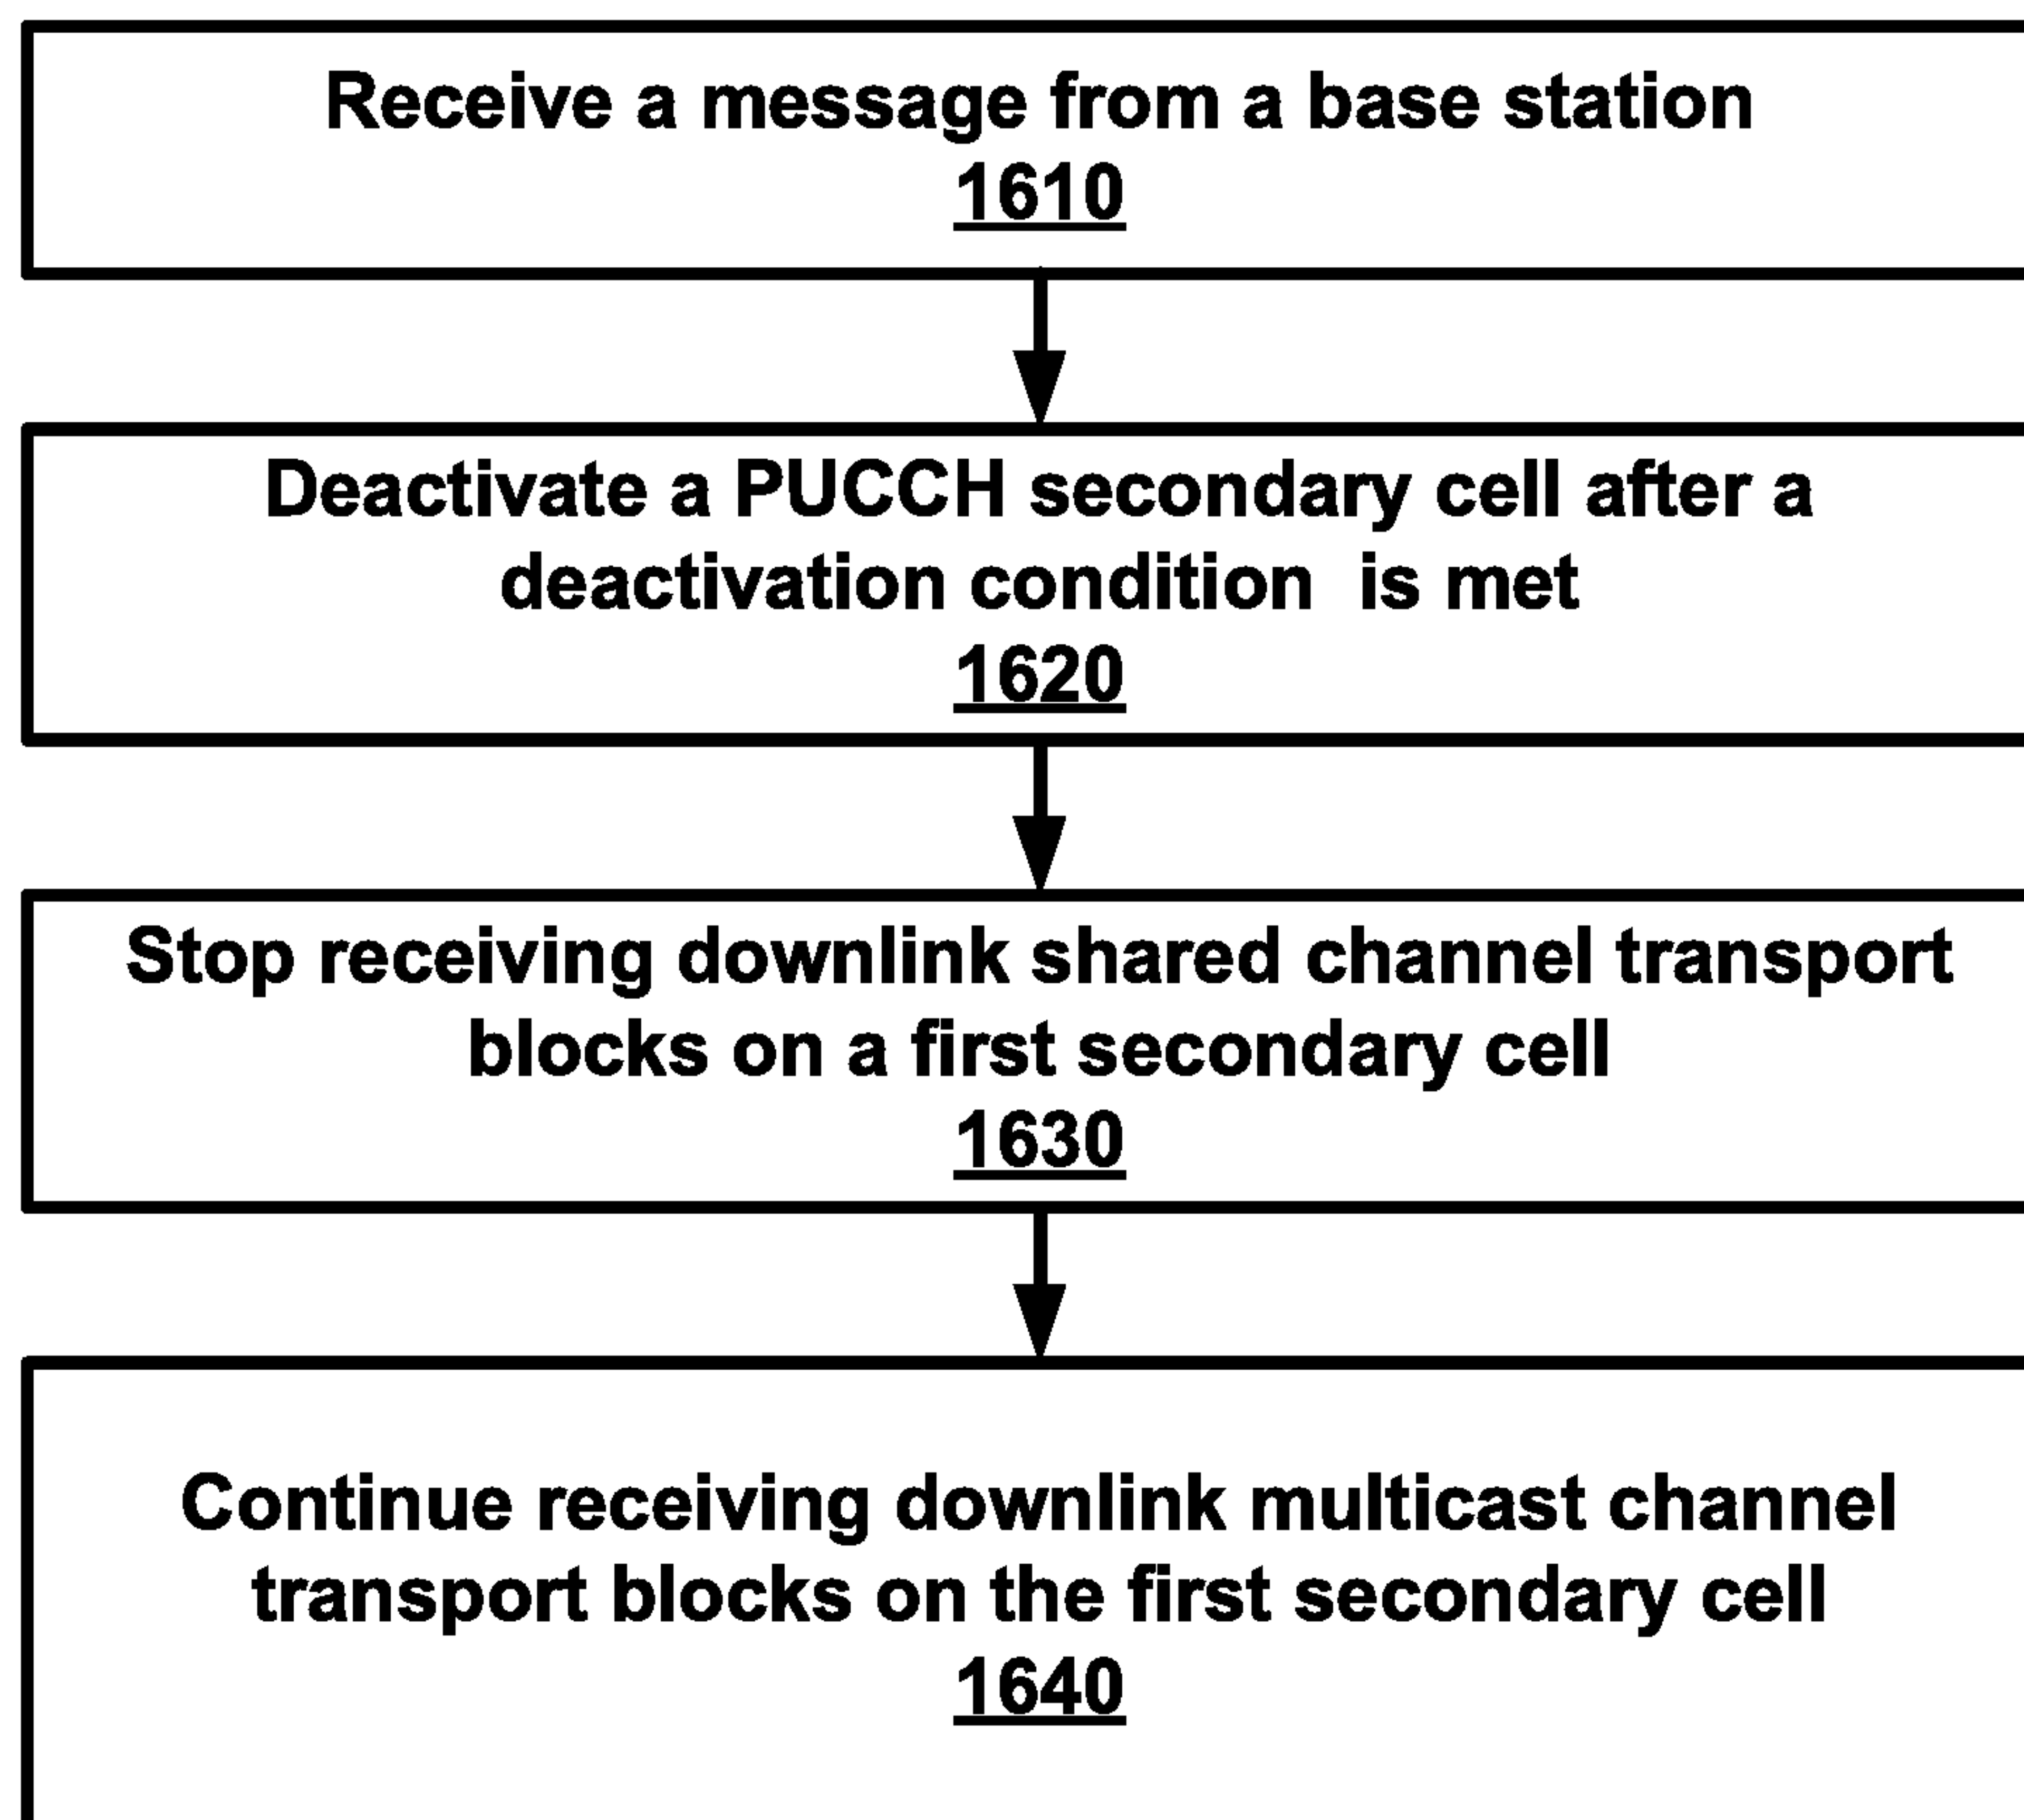 Receive a message from a base station
1610
Deactivate a PUCCH secondary cell after a
deactivation condition  is met
1620
Stop receiving downlink shared channel transport
blocks on a first secondary cell
1630
Continue receiving downlink multicast channel
transport blocks on the first secondary cell
1640